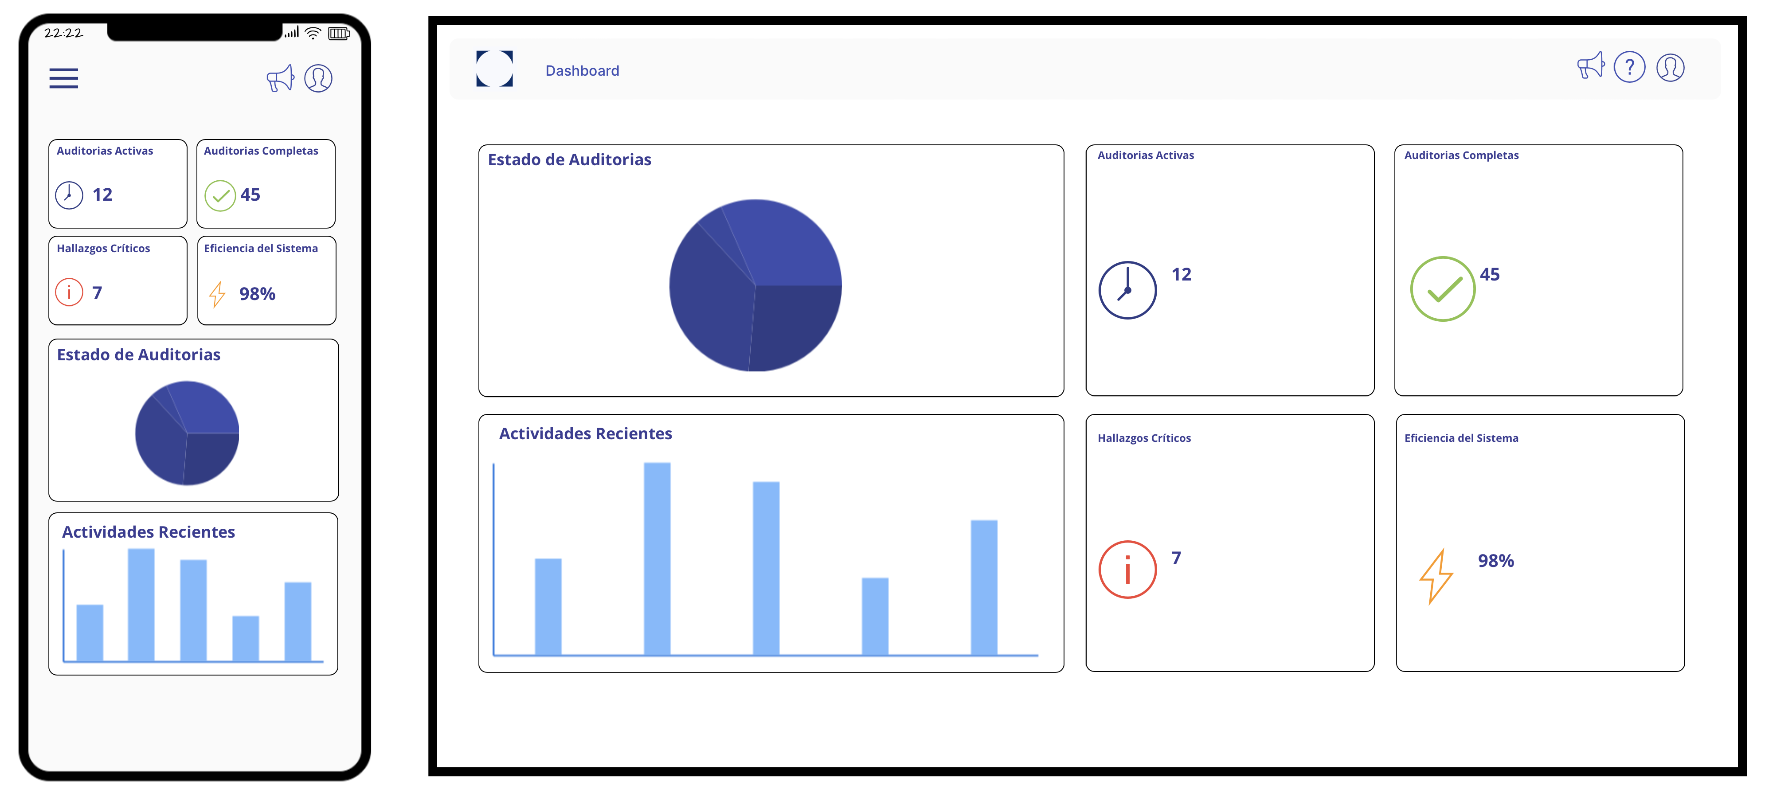 22:22
Auditorias Activas
12
Auditorias Completas
45
Hallazgos Críticos
7
Eficiencia del Sistema
98%
Estado de Auditorias
Actividades Recientes
Dashboard
?
Estado de Auditorias
Auditorias Activas
12
Auditorias Completas
45
Actividades Recientes
Hallazgos Críticos
7
Eficiencia del Sistema
98%